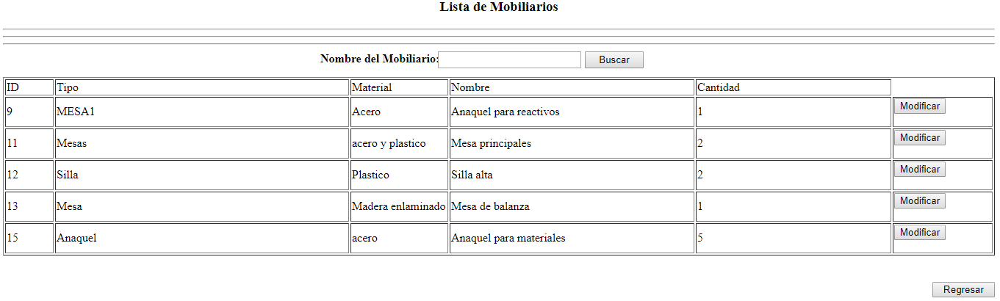 Lista de Mobiliarios
Nombre del Mobiliario: Buscar
ID Tipo Material Nombre Cantidad
9 MESA1 Acero Anaquel para reactivos 1 Modificar
11 Mesas acero y plastico Mesa principales 2 Modificar
12 Silla Plastico Silla alta 2 Modificar
13 Mesa Madera enlaminado Mesa de balanza 1 Modificar
15 Anaquel acero Anaquel para materiales 5 Modificar
Regresar